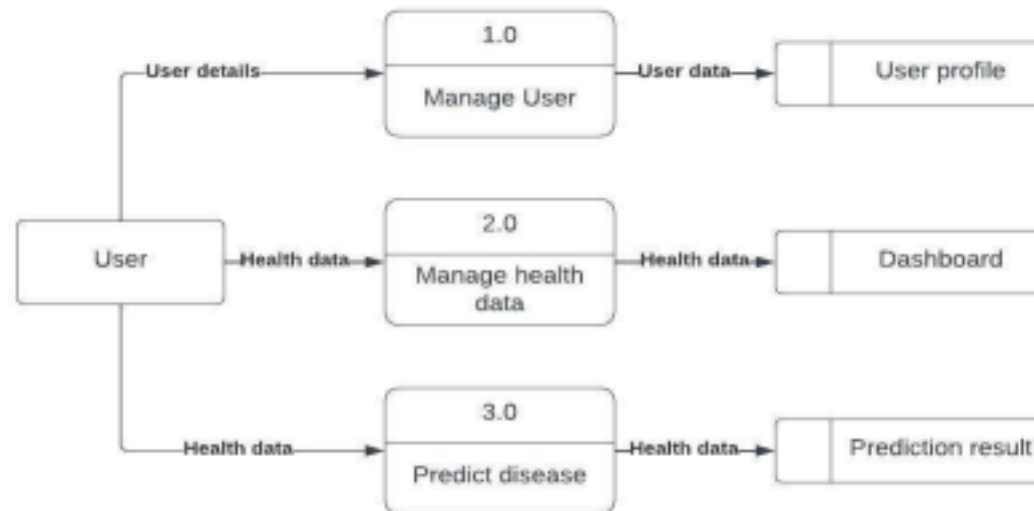 1.0
User details
Manage User
User data
User profile
2.0
User
Health data
Manage health
data
Health data
Dashboard
3.0
Health data
Predict disease
Health data
Prediction result